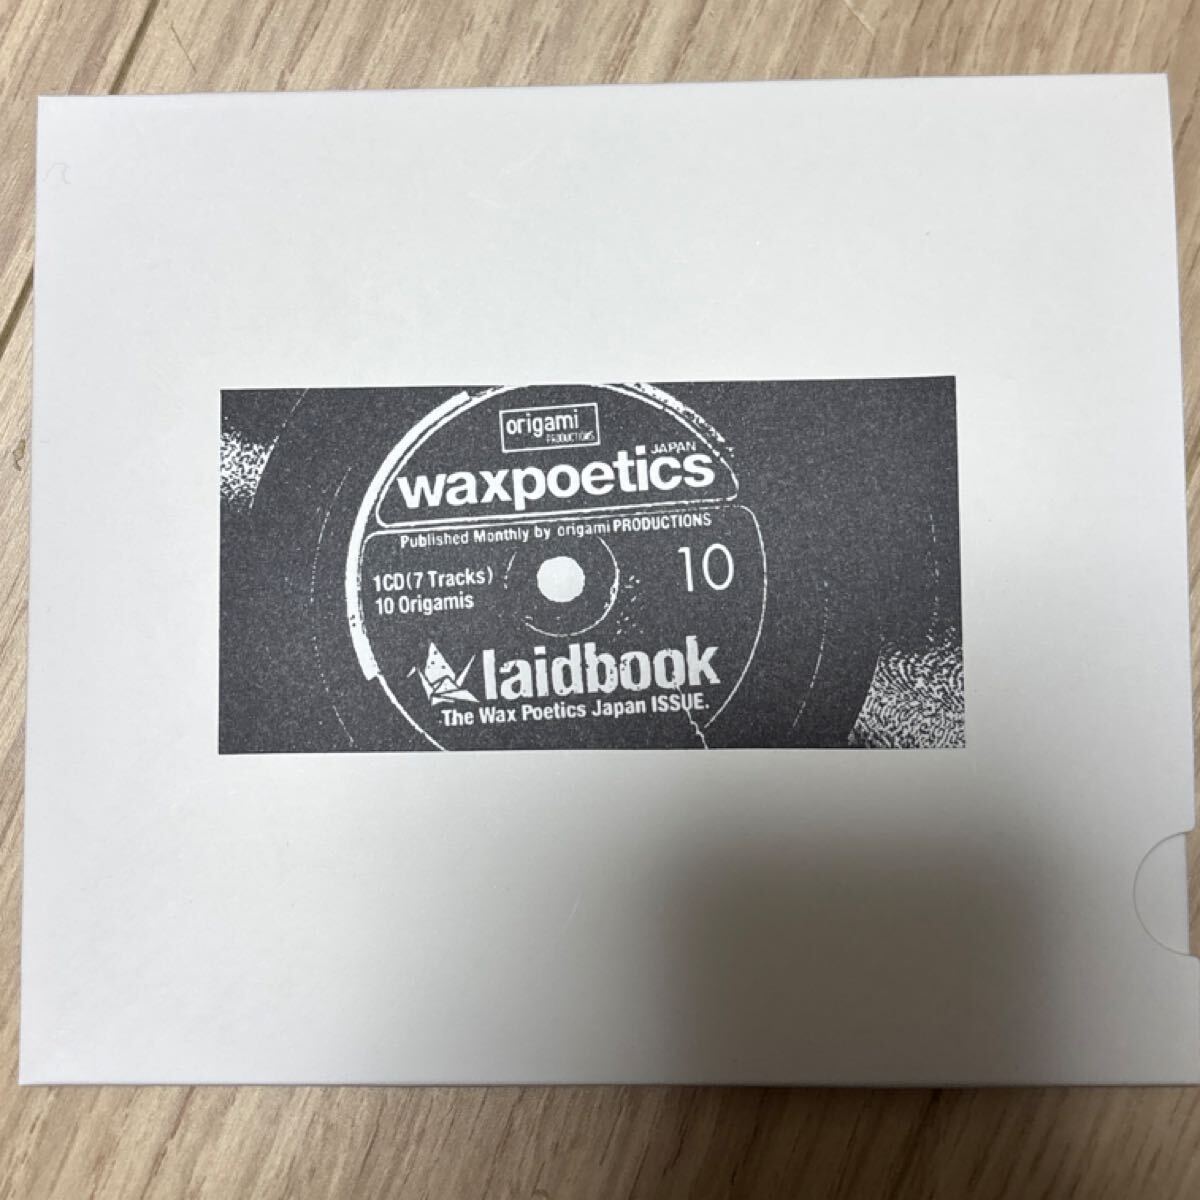 origami
PRODUCTIONS
JAPAN
waxpoetics
Published Monthly by origami PRODUCTIONS
1CD(7 Tracks)
10 Origamis
10
laidbook
The Wax Poetics Japan ISSUE.